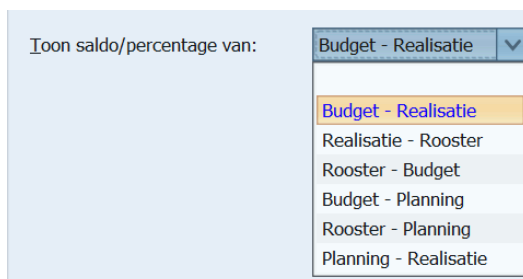 Toon saldo/percentage van:
Budget - Realisatie
Budget - Realisatie
Realisatie - Rooster
Rooster - Budget
Budget - Planning
Rooster - Planning
Planning - Realisatie